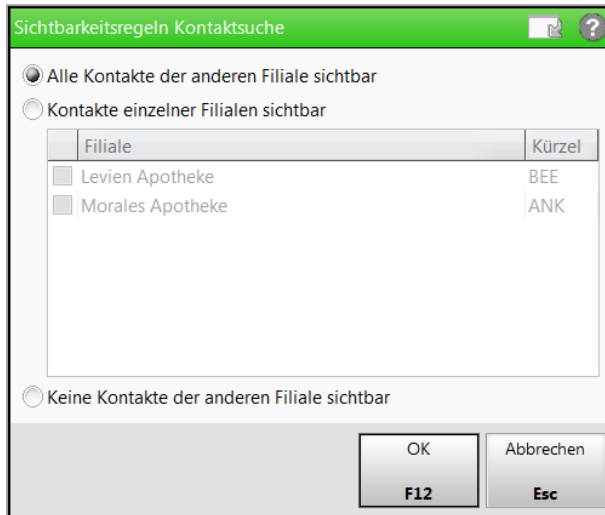 Sichtbarkeitsregeln Kontaktsuche ?
Alle Kontakte der anderen Filiale sichtbar
Kontakte einzelner Filialen sichtbar
Filiale Kürzel
Levien Apotheke BEE
Morales Apotheke ANK
Keine Kontakte der anderen Filiale sichtbar
OK Abbrechen
F12 Esc